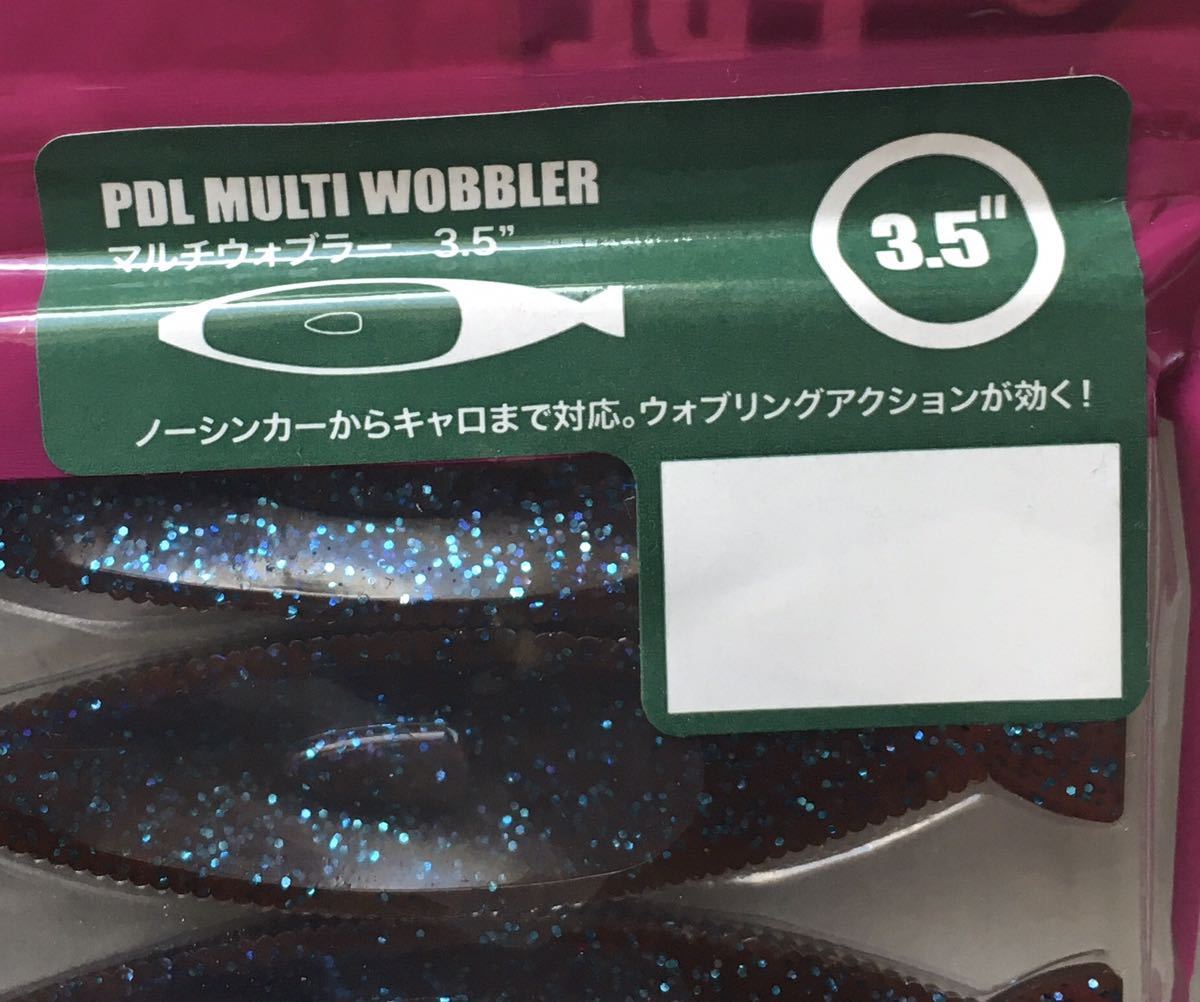 PDL MULTI WOBBLER
マルチウォブラー 3.5”
3.5"
ノーシンカーからキャロまで対応。ウォブリングアクションが効く！